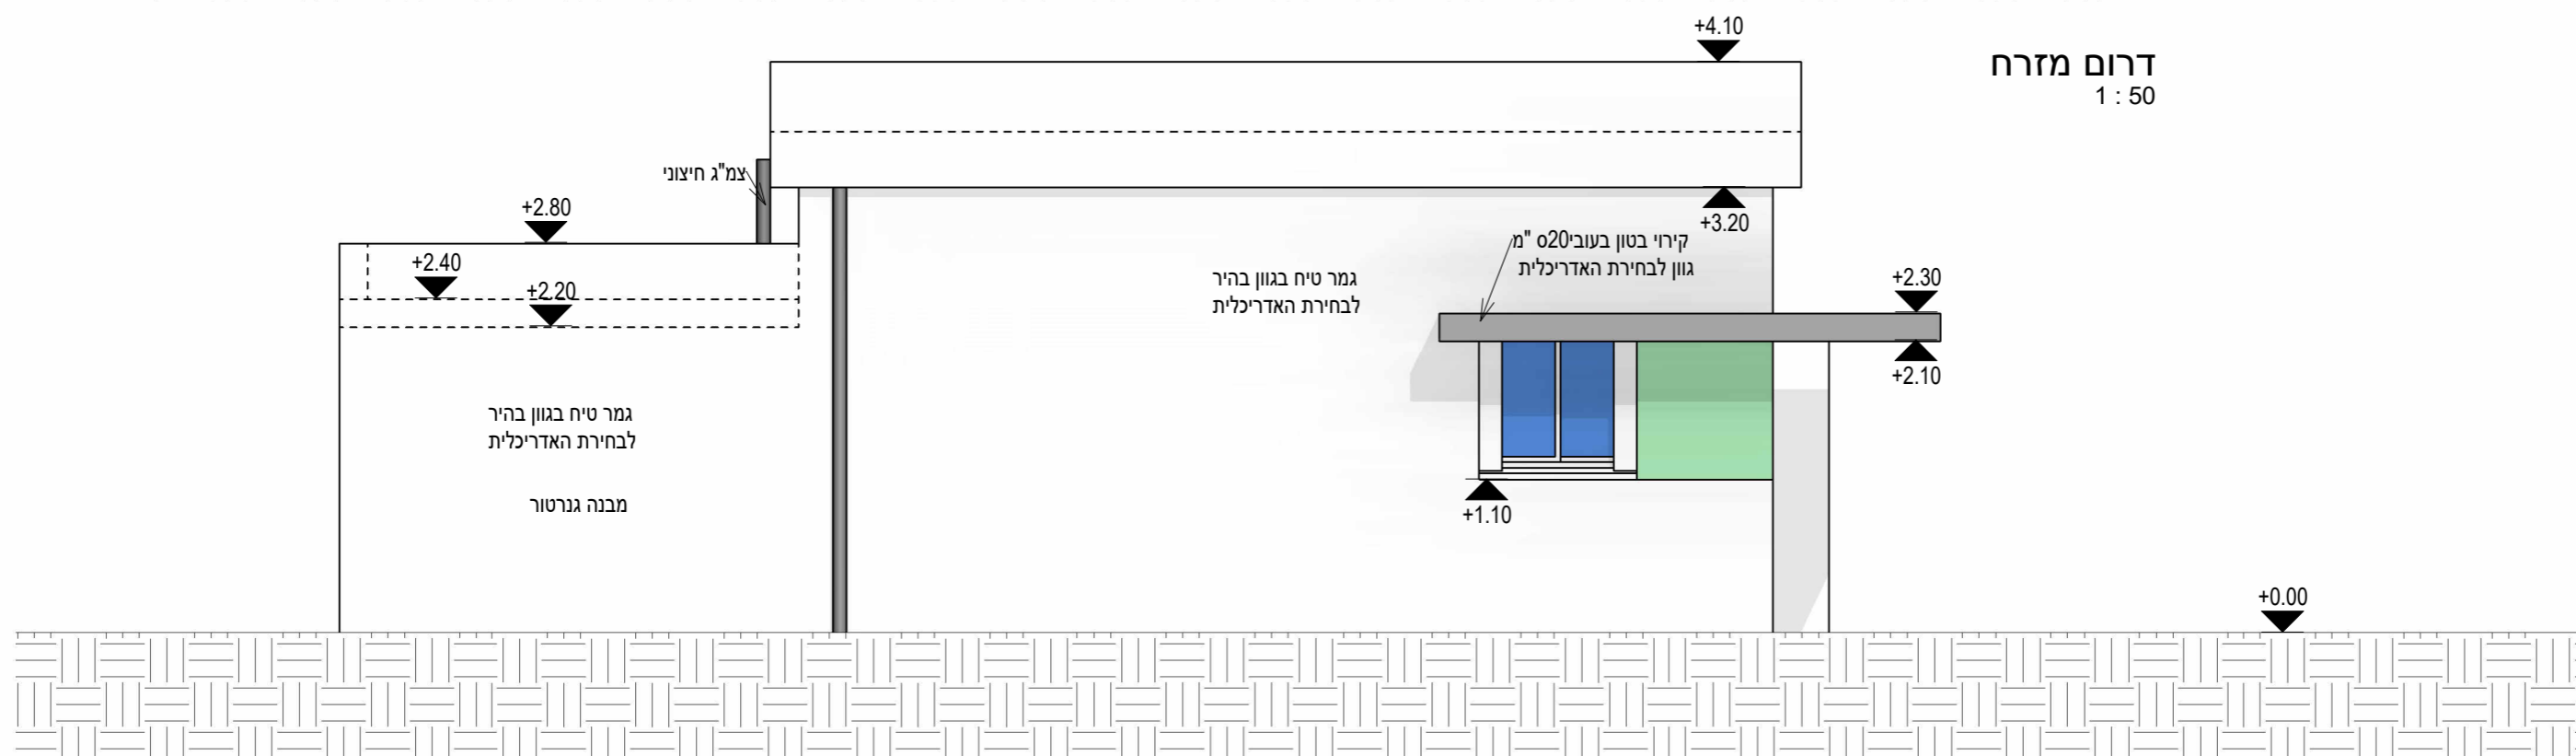 +4.10
דרום מזרח
1 : 50
צמ"ג חיצוני
+2.80
+3.20
קירוי בטון בעובי20ס "מ
גוון לבחירת האדריכלית
+2.40
+2.20
גמר טיח בגוון בהיר
לבחירת האדריכלית
+2.30
+2.10
גמר טיח בגוון בהיר
לבחירת האדריכלית
מבנה גנרטור
+1.10
+0.00